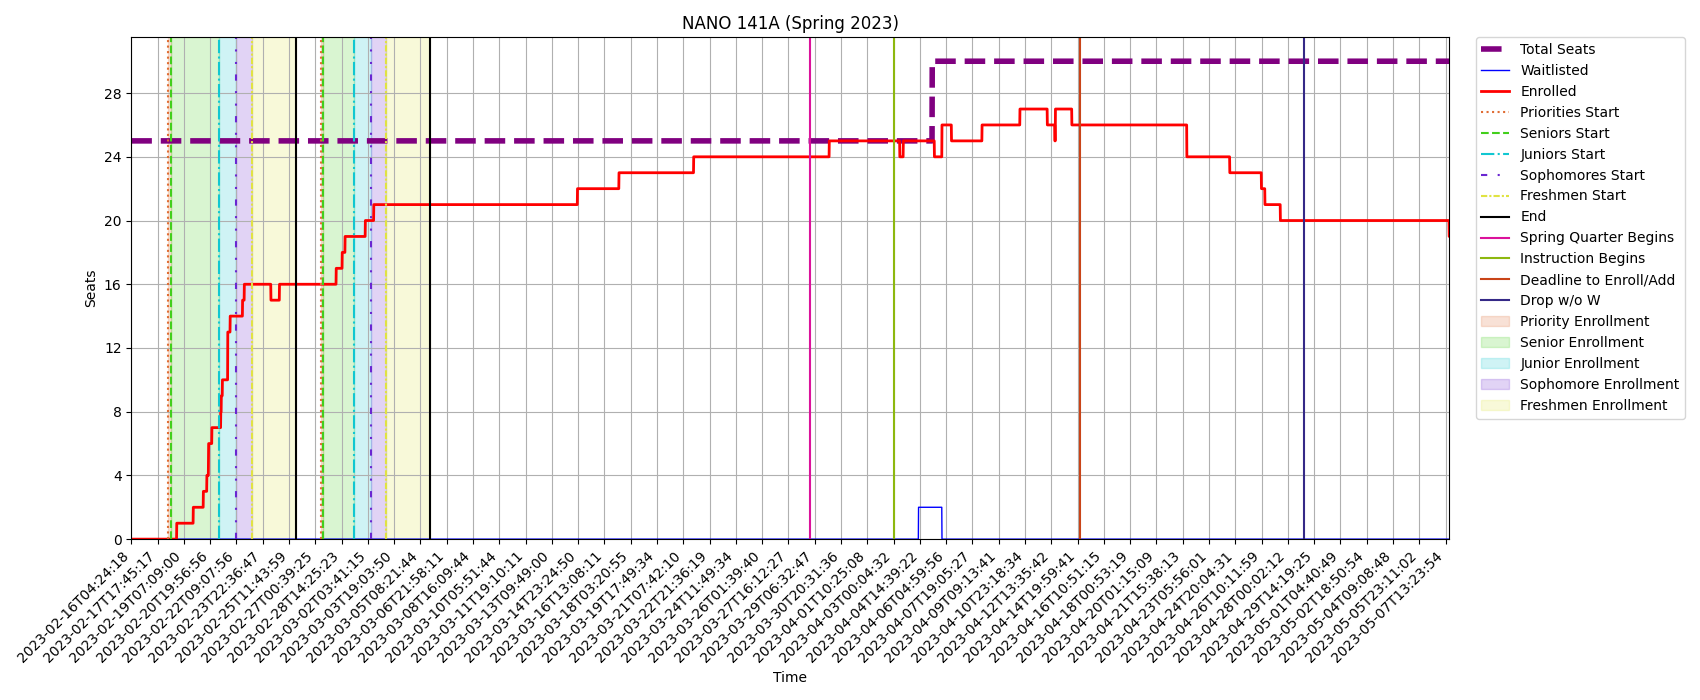 NANO 141A (Spring 2023)
Seats
28
24
20
16
12
8
4
0
2023-02-16T04:24:18
2023-02-17T17:45:17
2023-02-19T07:09:00
2023-02-20T19:56:56
2023-02-22T09:07:56
2023-02-23T22:36:47
2023-02-25T11:43:59
2023-02-27T00:39:25
2023-02-28T14:25:23
2023-03-02T03:41:15
2023-03-03T19:03:50
2023-03-05T08:21:44
2023-03-06T21:58:11
2023-03-08T16:09:44
2023-03-10T05:51:44
2023-03-11T19:10:11
2023-03-13T09:49:00
2023-03-14T23:24:50
2023-03-16T13:08:11
2023-03-18T03:20:55
2023-03-19T17:49:34
2023-03-21T07:42:10
2023-03-22T21:36:19
2023-03-24T11:49:34
2023-03-26T01:39:40
2023-03-27T16:12:27
2023-03-29T06:32:47
2023-03-30T20:31:36
2023-04-01T10:25:08
2023-04-03T00:04:32
2023-04-04T14:39:22
2023-04-06T04:59:56
2023-04-07T19:05:27
2023-04-09T09:13:41
2023-04-10T23:18:34
2023-04-12T13:35:42
2023-04-14T19:59:41
2023-04-16T10:51:15
2023-04-18T00:53:19
2023-04-20T01:15:09
2023-04-21T15:38:13
2023-04-23T05:56:01
2023-04-24T20:04:31
2023-04-26T10:11:59
2023-04-28T00:02:12
2023-04-29T14:19:25
2023-05-01T04:40:49
2023-05-02T18:50:54
2023-05-04T09:08:48
2023-05-05T23:11:02
2023-05-07T13:23:54
Time
Total Seats
Waitlisted
Enrolled
Priorities Start
Seniors Start
Juniors Start
Sophomores Start
Freshmen Start
End
Spring Quarter Begins
Instruction Begins
Deadline to Enroll/Add
Drop w/o W
Priority Enrollment
Senior Enrollment
Junior Enrollment
Sophomore Enrollment
Freshmen Enrollment